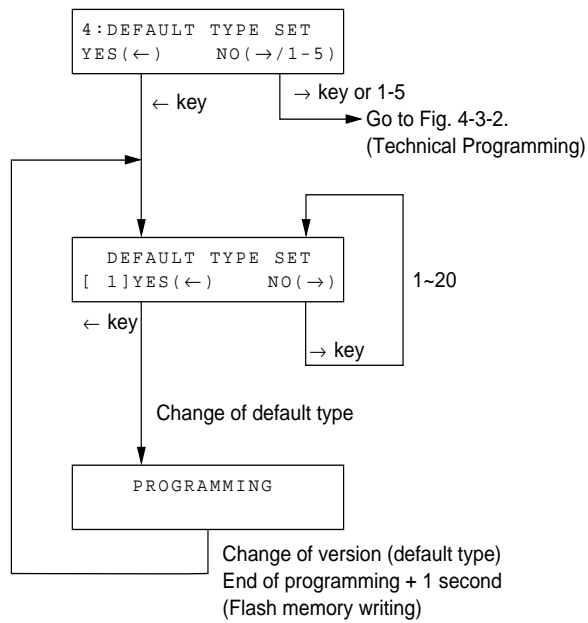 4:DEFAULT TYPE SET
YES(←) NO(→/1-5)
← key
→ key or 1-5
Go to Fig. 4-3-2.
(Technical Programming)
DEFAULT TYPE SET
[ 1]YES(←) NO(→)
1~20
← key
→ key
Change of default type
PROGRAMMING
Change of version (default type)
End of programming + 1 second
(Flash memory writing)